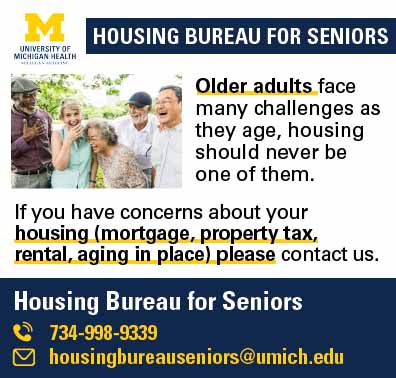 M
UNIVERSITY OF
MICHIGAN HEALTH
MICHIGAN MEDICINE
HOUSING BUREAU FOR SENIORS
Older adults face
many challenges as
they age, housing
should never be
one of them.
If you have concerns about your
housing (mortgage, property tax,
rental, aging in place) please contact us.
Housing Bureau for Seniors
734-998-9339
housingbureauseniors@umich.edu